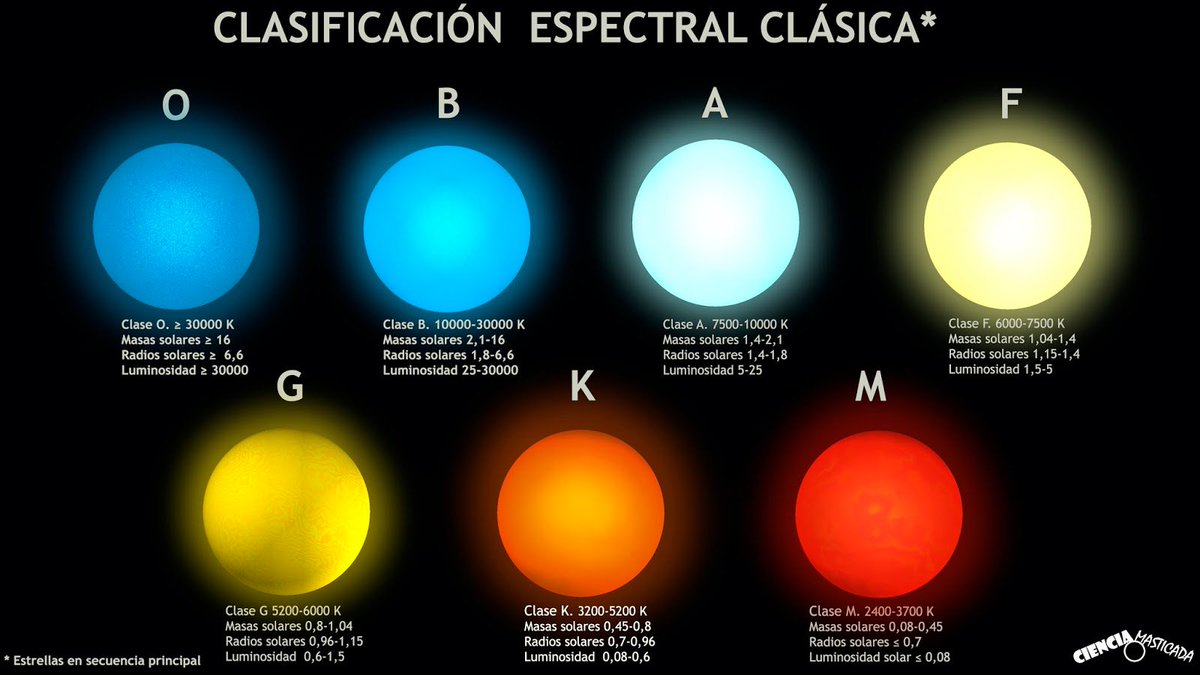 CLASIFICACIÓN ESPECTRAL CLÁSICA*
O
B
A
F
Clase O. ≥ 30000 K
Masas solares ≥ 16
Radios solares ≥ 6,6
Luminosidad ≥ 30000
Clase B. 10000-30000 K
Masas solares 2,1-16
Radios solares 1,8-6,6
Luminosidad 25-30000
Clase A. 7500-10000 K
Masas solares 1,4-2,1
Radios solares 1,4-1,8
Luminosidad 5-25
Clase F. 6000-7500 K
Masas solares 1,04-1,4
Radios solares 1,15-1,4
Luminosidad 1,5-5
G
K
M
Clase G 5200-6000 K
Masas solares 0,8-1,04
Radios solares 0,96-1,15
Luminosidad 0,6-1,5
Clase K. 3200-5200 K
Masas solares 0,45-0,8
Radios solares 0,7-0,96
Luminosidad 0,08-0,6
Clase M. 2400-3700 K
Masas solares 0,08-0,45
Radios solares ≤ 0,7
Luminosidad solar ≤ 0,08
* Estrellas en secuencia principal
CIENCIA MASTICADA